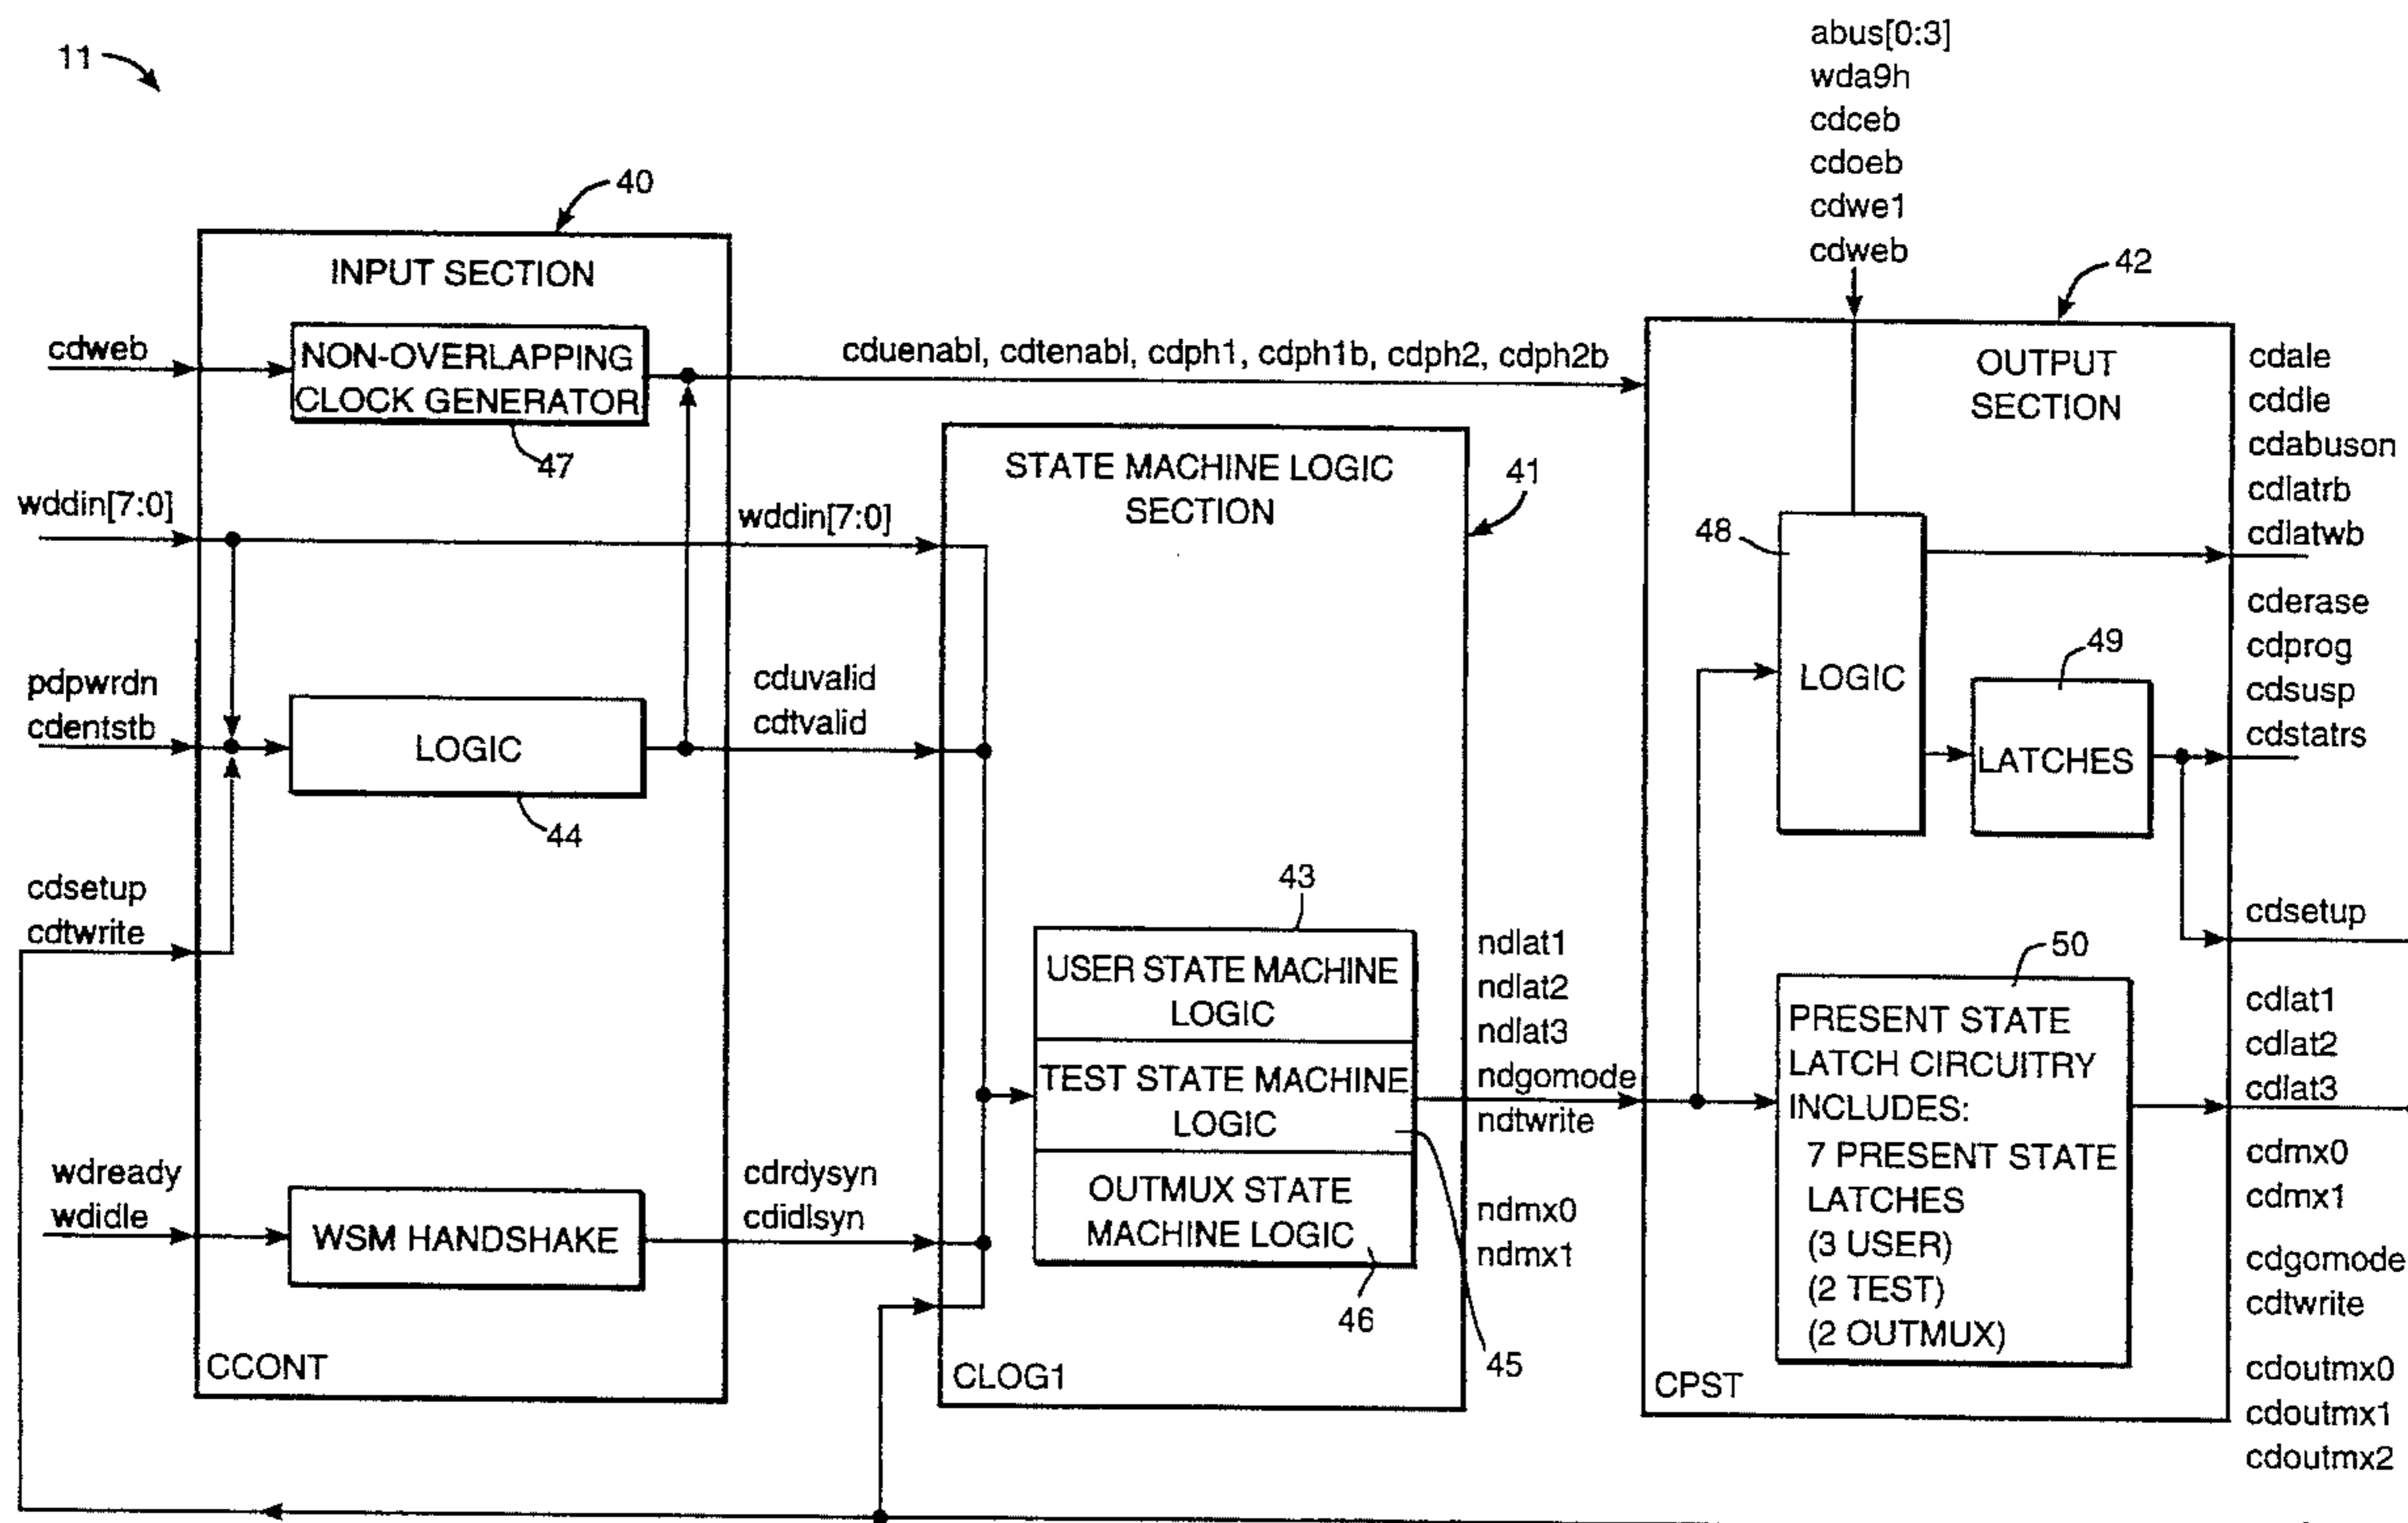 11
abus[0:3]
wda9h
cdceb
cdoeb
cdwe1
cdweb
40
INPUT SECTION
cdweb
NON-OVERLAPPING
CLOCK GENERATOR
47
wddin[7:0]
pdpwrdn
cdentstb
LOGIC
44
cdsetup
cdtwrite
wdready
wdidle
WSM HANDSHAKE
CCONT
cduenabl, cdtenabl, cdph1, cdph1b, cdph2, cdph2b
wddin[7:0]
cduvalid
cdtvalid
cdrdysyn
cdidlsyn
STATE MACHINE LOGIC
SECTION
41
43
USER STATE MACHINE
LOGIC
TEST STATE MACHINE
LOGIC
OUTMUX STATE
MACHINE LOGIC
46
45
CLOG1
ndlat1
ndlat2
ndlat3
ndgomode
ndtwrite
ndmx0
ndmx1
42
OUTPUT
SECTION
48
LOGIC
49
LATCHES
50
PRESENT STATE
LATCH CIRCUITRY
INCLUDES:
7 PRESENT STATE
LATCHES
(3 USER)
(2 TEST)
(2 OUTMUX)
CPST
cdale
cddle
cdabuson
cdlatrb
cdlatwb
cderase
cdprog
cdsusp
cdstatrs
cdsetup
cdlat1
cdlat2
cdlat3
cdmx0
cdmx1
cdgomode
cdtwrite
cdoutmx0
cdoutmx1
cdoutmx2